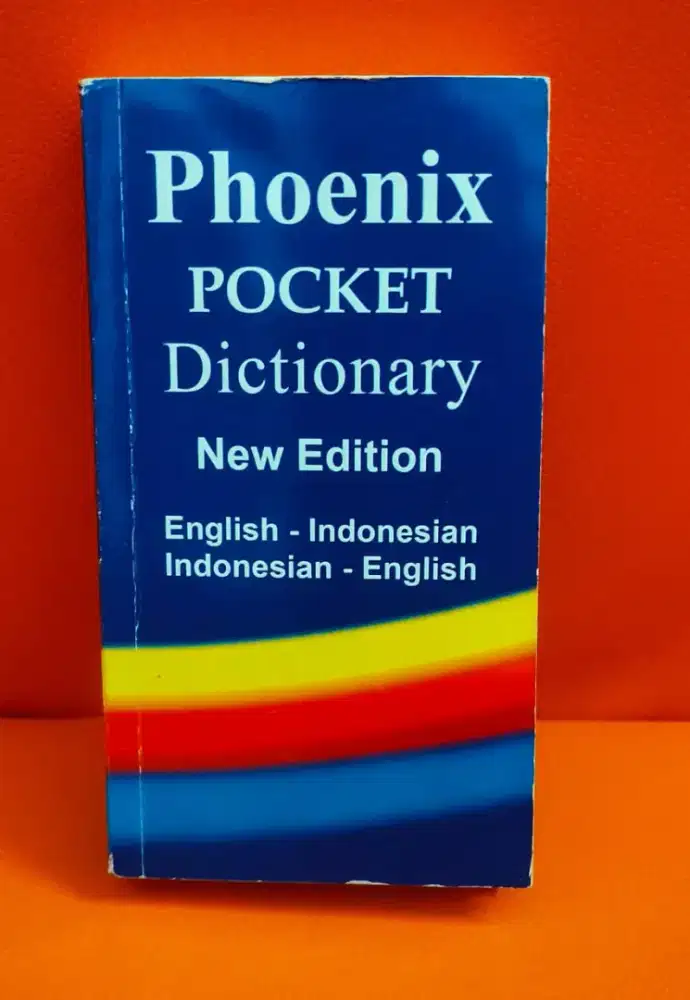 Phoenix
POCKET
Dictionary
New Edition
English - Indonesian
Indonesian - English